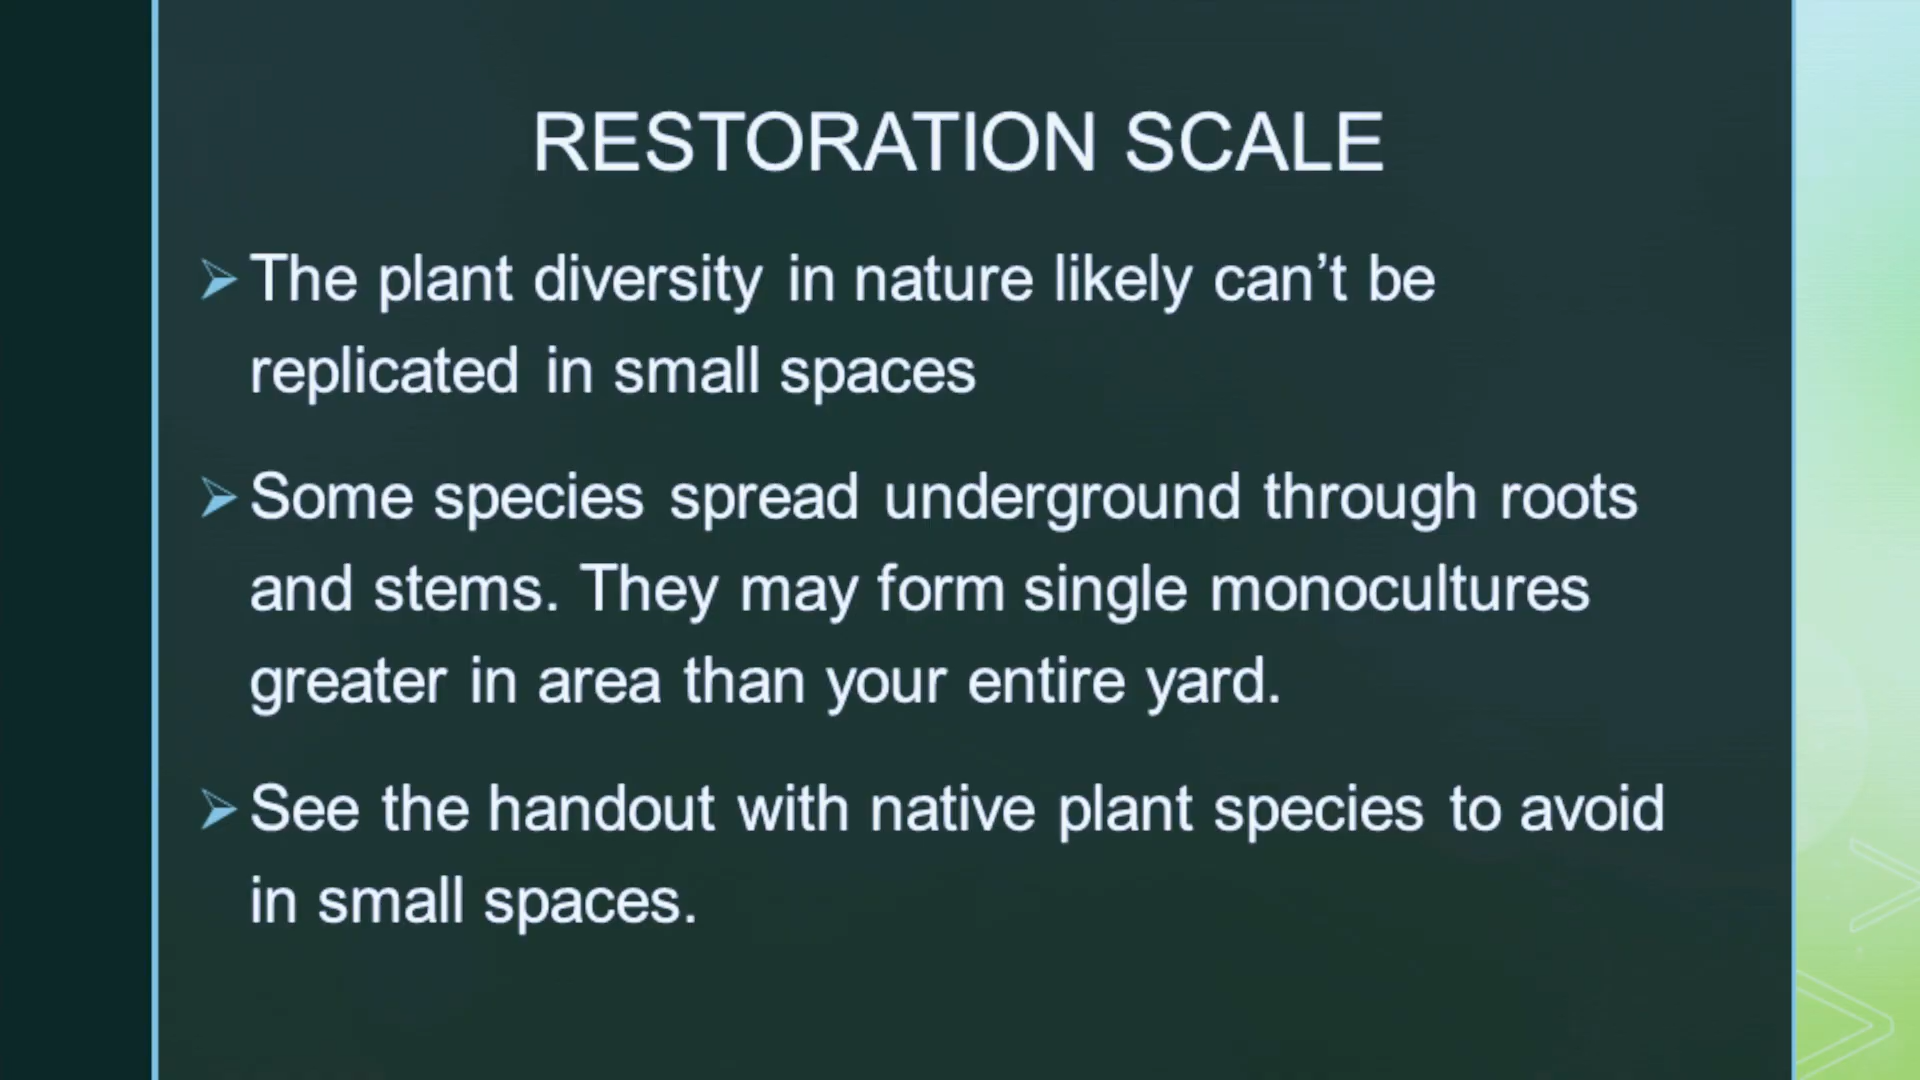 RESTORATION SCALE
The plant diversity in nature likely can’t be
replicated in small spaces
Some species spread underground through roots
and stems. They may form single monocultures
greater in area than your entire yard.
See the handout with native plant species to avoid
in small spaces.